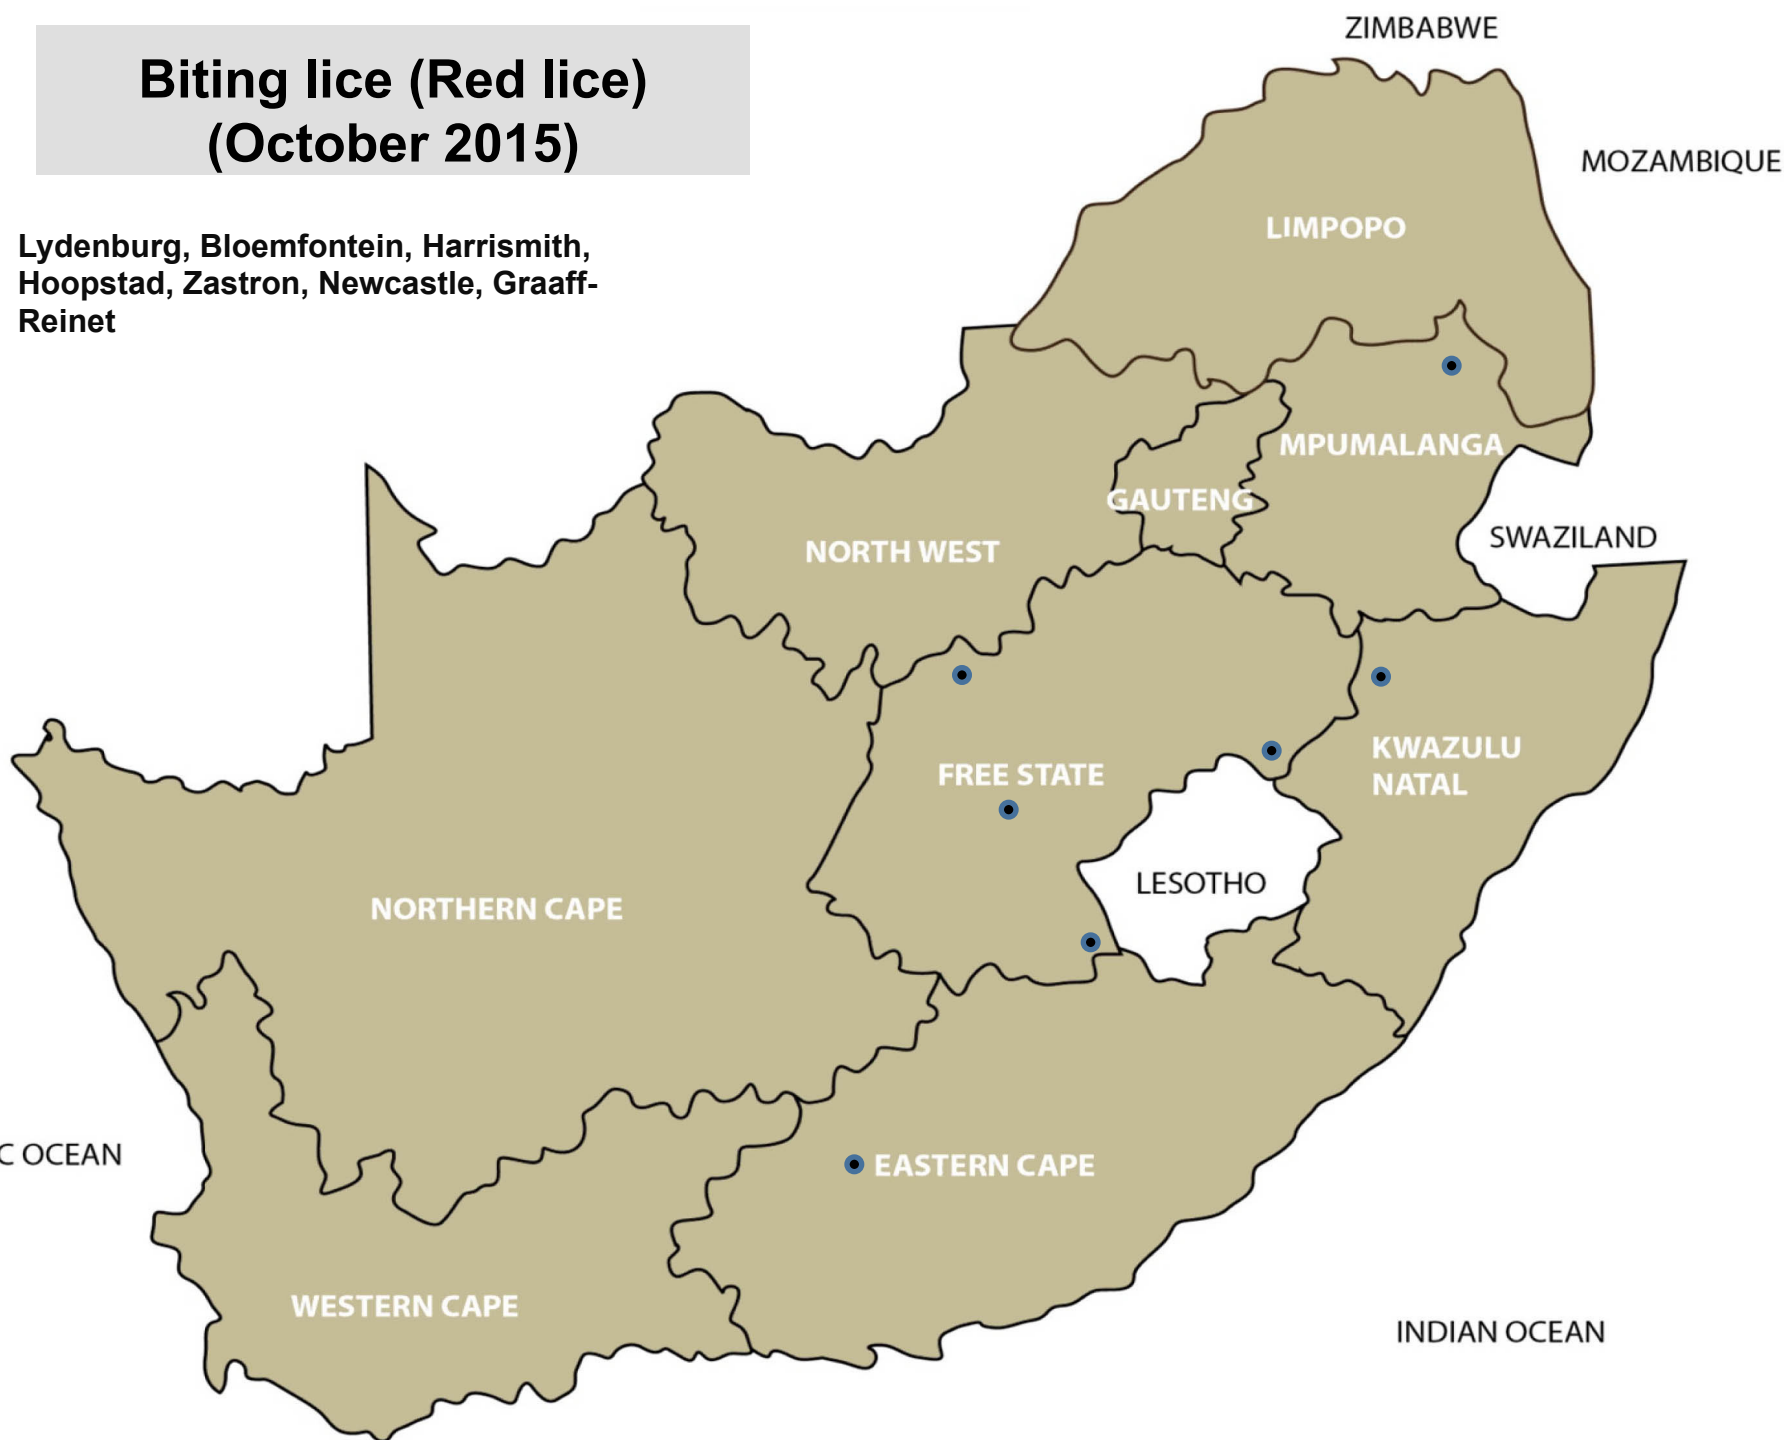 Biting lice (Red lice)
(October 2015)
Lydenburg, Bloemfontein, Harrismith,
Hoopstad, Zastron, Newcastle, Graaff-
Reinet
ZIMBABWE
MOZAMBIQUE
LIMPOPO
MPUMALANGA
GAUTENG
SWAZILAND
NORTH WEST
KWAZULU
NATAL
FREE STATE
LESOTHO
NORTHERN CAPE
C OCEAN
EASTERN CAPE
WESTERN CAPE
INDIAN OCEAN